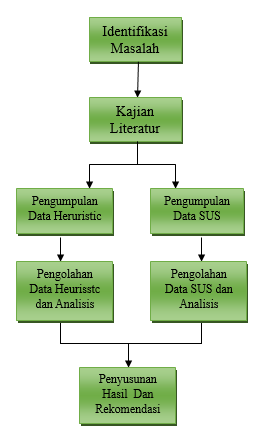 Identifikasi
Masalah
Kajian
Literatur
Pengumpulan
Data Heruristic
Pengumpulan
Data SUS
Pengolahan
Data Heurisstc
dan Analisis
Pengolahan
Data SUS dan
Analisis
Penyusunan
Hasil Dan
Rekomendasi